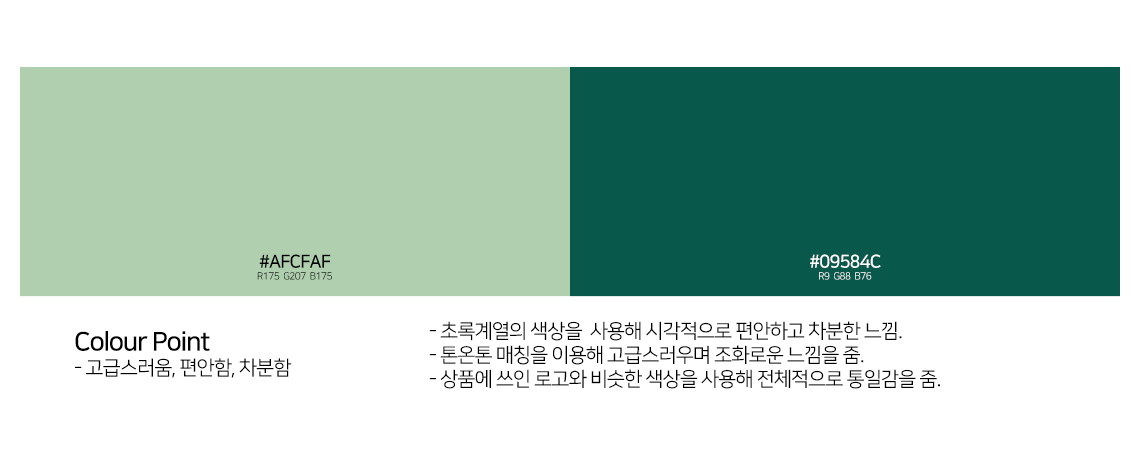 #AFCFAF
R175 G207 B175
#09584C
R9 G88 B76
Colour Point
- 고급스러움, 편안함, 차분함
- 초록계열의 색상을  사용해 시각적으로 편안하고 차분한 느낌.
- 톤온톤 매칭을 이용해 고급스러우며 조화로운 느낌을 줌.
- 상품에 쓰인 로고와 비슷한 색상을 사용해 전체적으로 통일감을 줌.